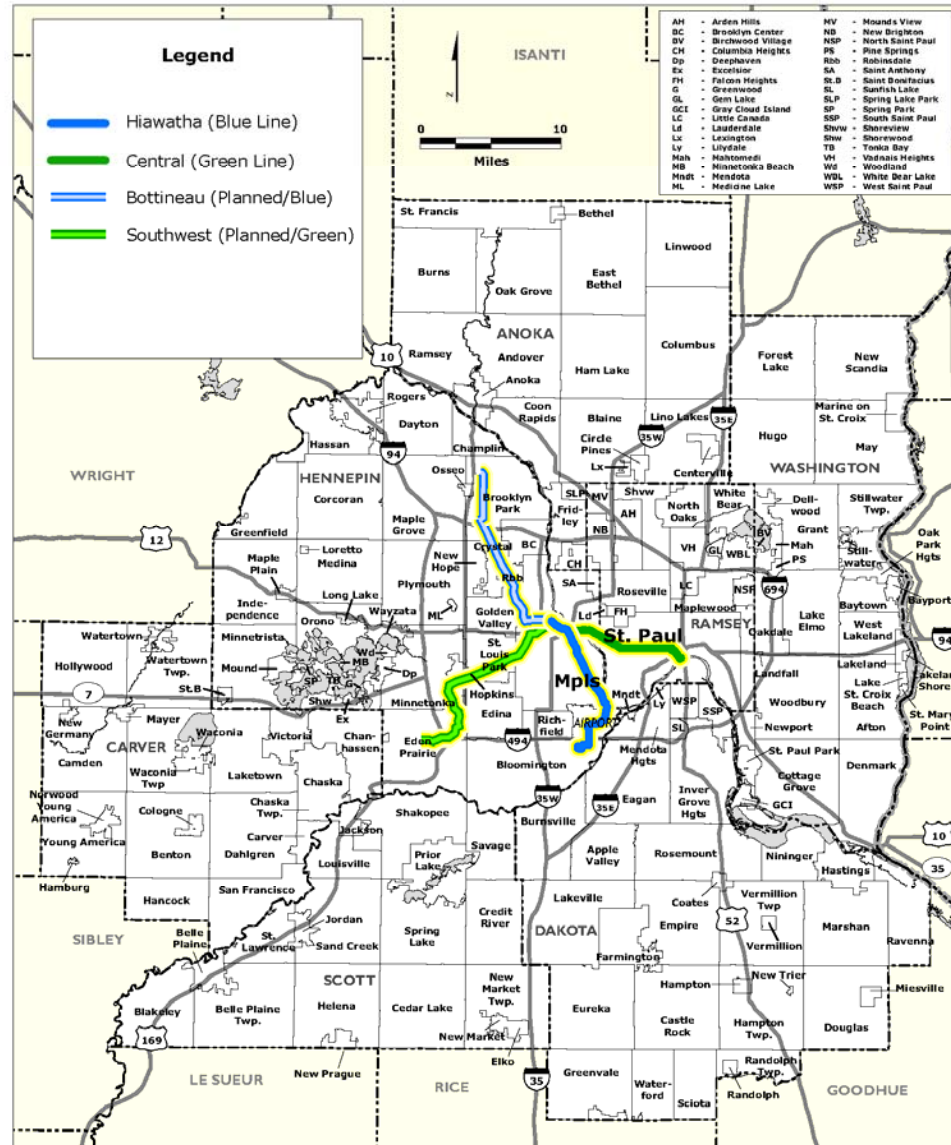 Legend
Hiawatha (Blue Line)
Central (Green Line)
Bottineau (Planned/Blue)
Southwest (Planned/Green)
ISANTI
N
0 10
Miles
AH - Arden Hills
BC - Brooklyn Center
BV - Birchwood Village
CH - Columbia Heights
Dp - Deephaven
Ex - Excelsior
FH - Falcon Heights
G - Greenwood
GL - Gem Lake
GCI - Gray Cloud Island
LC - Little Canada
Ld - Lauderdale
Lx - Lexington
Ly - Lilydale
Mah - Mahtomedi
MB - Minnetonka Beach
Mndt - Mendota
ML - Medicine Lake
MV - Mounds View
NB - New Brighton
NSP - North Saint Paul
PS - Pine Springs
Rbb - Robinsdale
SA - Saint Anthony
St.B - Saint Bonifacius
SL - Sunfish Lake
SLP - Spring Lake Park
SP - Spring Park
SSP - South Saint Paul
Shvw - Shoreview
Shw - Shorewood
TB - Tonka Bay
VH - Vadnais Heights
Wd - Woodland
WBL - White Bear Lake
WSP - West Saint Paul
St. Francis
Bethel
Linwood
Burns
East
Bethel
Oak Grove
ANOKA
Columbus
10
Ramsey
Andover
Ham Lake
Forest
Lake
New
Scandia
Anoka
Rogers
Dayton
Coon
Rapids
Blaine
Lino Lakes
35E
Marine on
St. Croix
Hassan
94
Champlin
Circle
Pines
35W
Hugo
May
WRIGHT
HENNEPIN
Osseo
Lx
Centerville
WASHINGTON
Corcoran
Brooklyn
Park
SLP
MV
Shvw
White
Bear
Dell-
wood
Stillwater
Twp.
Greenfield
Maple
Grove
Frid-
ley
AH
North
Oaks
BV
Grant
Oak
Park
Hgts
12
Loretto
Medina
New
Hope
Crystal
BC
NB
VH
GL
WBL
Mah
PS
Still-
water
Maple
Plain
Plymouth
Rbb
CH
SA
Roseville
LC
NSP
694
Bayport
Inde-
pendence
Long Lake
Orono
Wayzata
ML
Golden
Valley
Ld
FH
Maplewood
Lake
Elmo
Baytown
Watertown
Minnetrista
St. Paul
RAMSEY
Oakdale
West
Lakeland
94
Hollywood
Watertown
Twp.
Mound
Wd
MB
Dp
St.
Louis
Park
Landfall
Lakeland
Lakeland
Shores
7
St.B
SP
TB
G
Hopkins
Mpls
Mndt
WSP
Lake
St. Croix
Beach
Shw
Minnetonka
Ly
SSP
Woodbury
New
Germany
Mayer
Ex
Edina
Rich-
field
AIRPORT
Newport
Afton
St. Mary
Point
Camden
CARVER
Waconia
Victoria
Chan-
hassen
Eden
Prairie
494
SL
St. Paul Park
Waconia
Twp
Laketown
Chaska
Bloomington
Mendota
Hgts
Inver
Grove
Hgts
Cottage
Grove
Denmark
Norwood
Young
America
Cologne
Chaska
Twp.
Shakopee
35W
35E
Eagan
GCI
10
Young America
Carver
Jackson
Savage
Burnsville
Benton
Dahlgren
Louisville
Prior
Lake
Apple
Valley
Rosemount
Nininger
35
Hamburg
San Francisco
Hastings
Hancock
Credit
River
Lakeville
Coates
Vermillion
Twp
Belle
Plaine
St.
Lawrence
Jordan
Sand Creek
Spring
Lake
DAKOTA
Empire
52
Marshan
SIBLEY
Vermillion
Ravenna
Farmington
SCOTT
New
Market
Twp.
Hampton
New Trier
Miesville
Blakeley
Belle Plaine
Twp.
Helena
Cedar Lake
Eureka
Castle
Rock
Hampton
Twp.
Douglas
169
New Market
Elko
New Prague
Randolph
Twp.
LE SUEUR
RICE
35
Greenvale
Water-
ford
Randolph
GOODHUE
Sciota